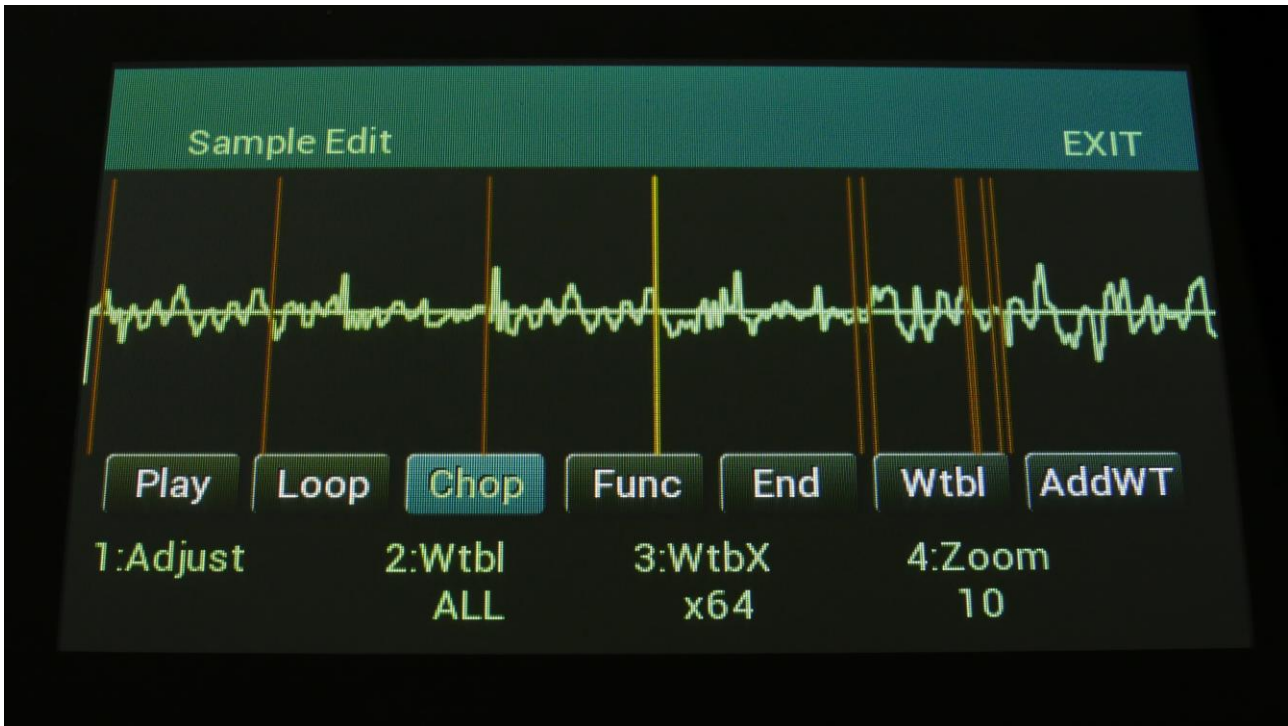 Sample Edit EXIT
Play Loop Chop Func End Wtbl AddWT
1:Adjust 2:Wtbl 3:WtbX 4:Zoom
ALL x64 10